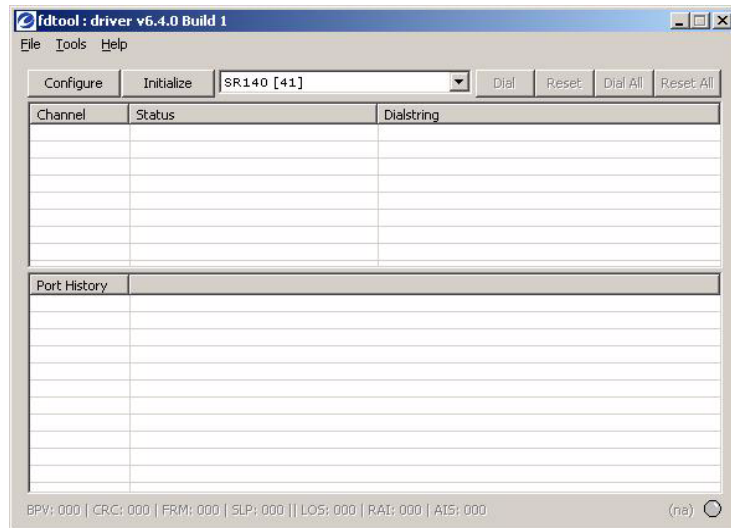 fdtool : driver v6.4.0 Build 1
File Tools Help
Configure Initialize SR140 [41] Dial Reset Dial All Reset All
Channel Status Dialstring
Port History
BPV: 000 | CRC: 000 | FRM: 000 | SLP: 000 || LOS: 000 | RAI: 000 | AIS: 000 (na)